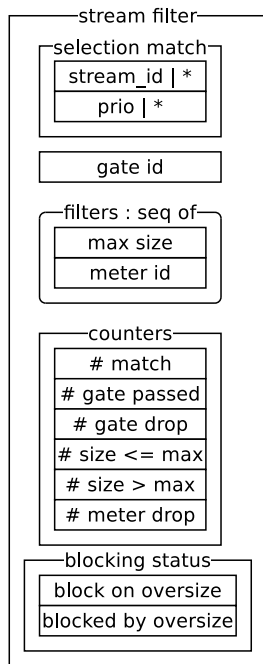 stream filter
selection match
stream_id | *
prio | *
gate id
filters : seq of
max size
meter id
counters
# match
# gate passed
# gate drop
# size <= max
# size > max
# meter drop
blocking status
block on oversize
blocked by oversize